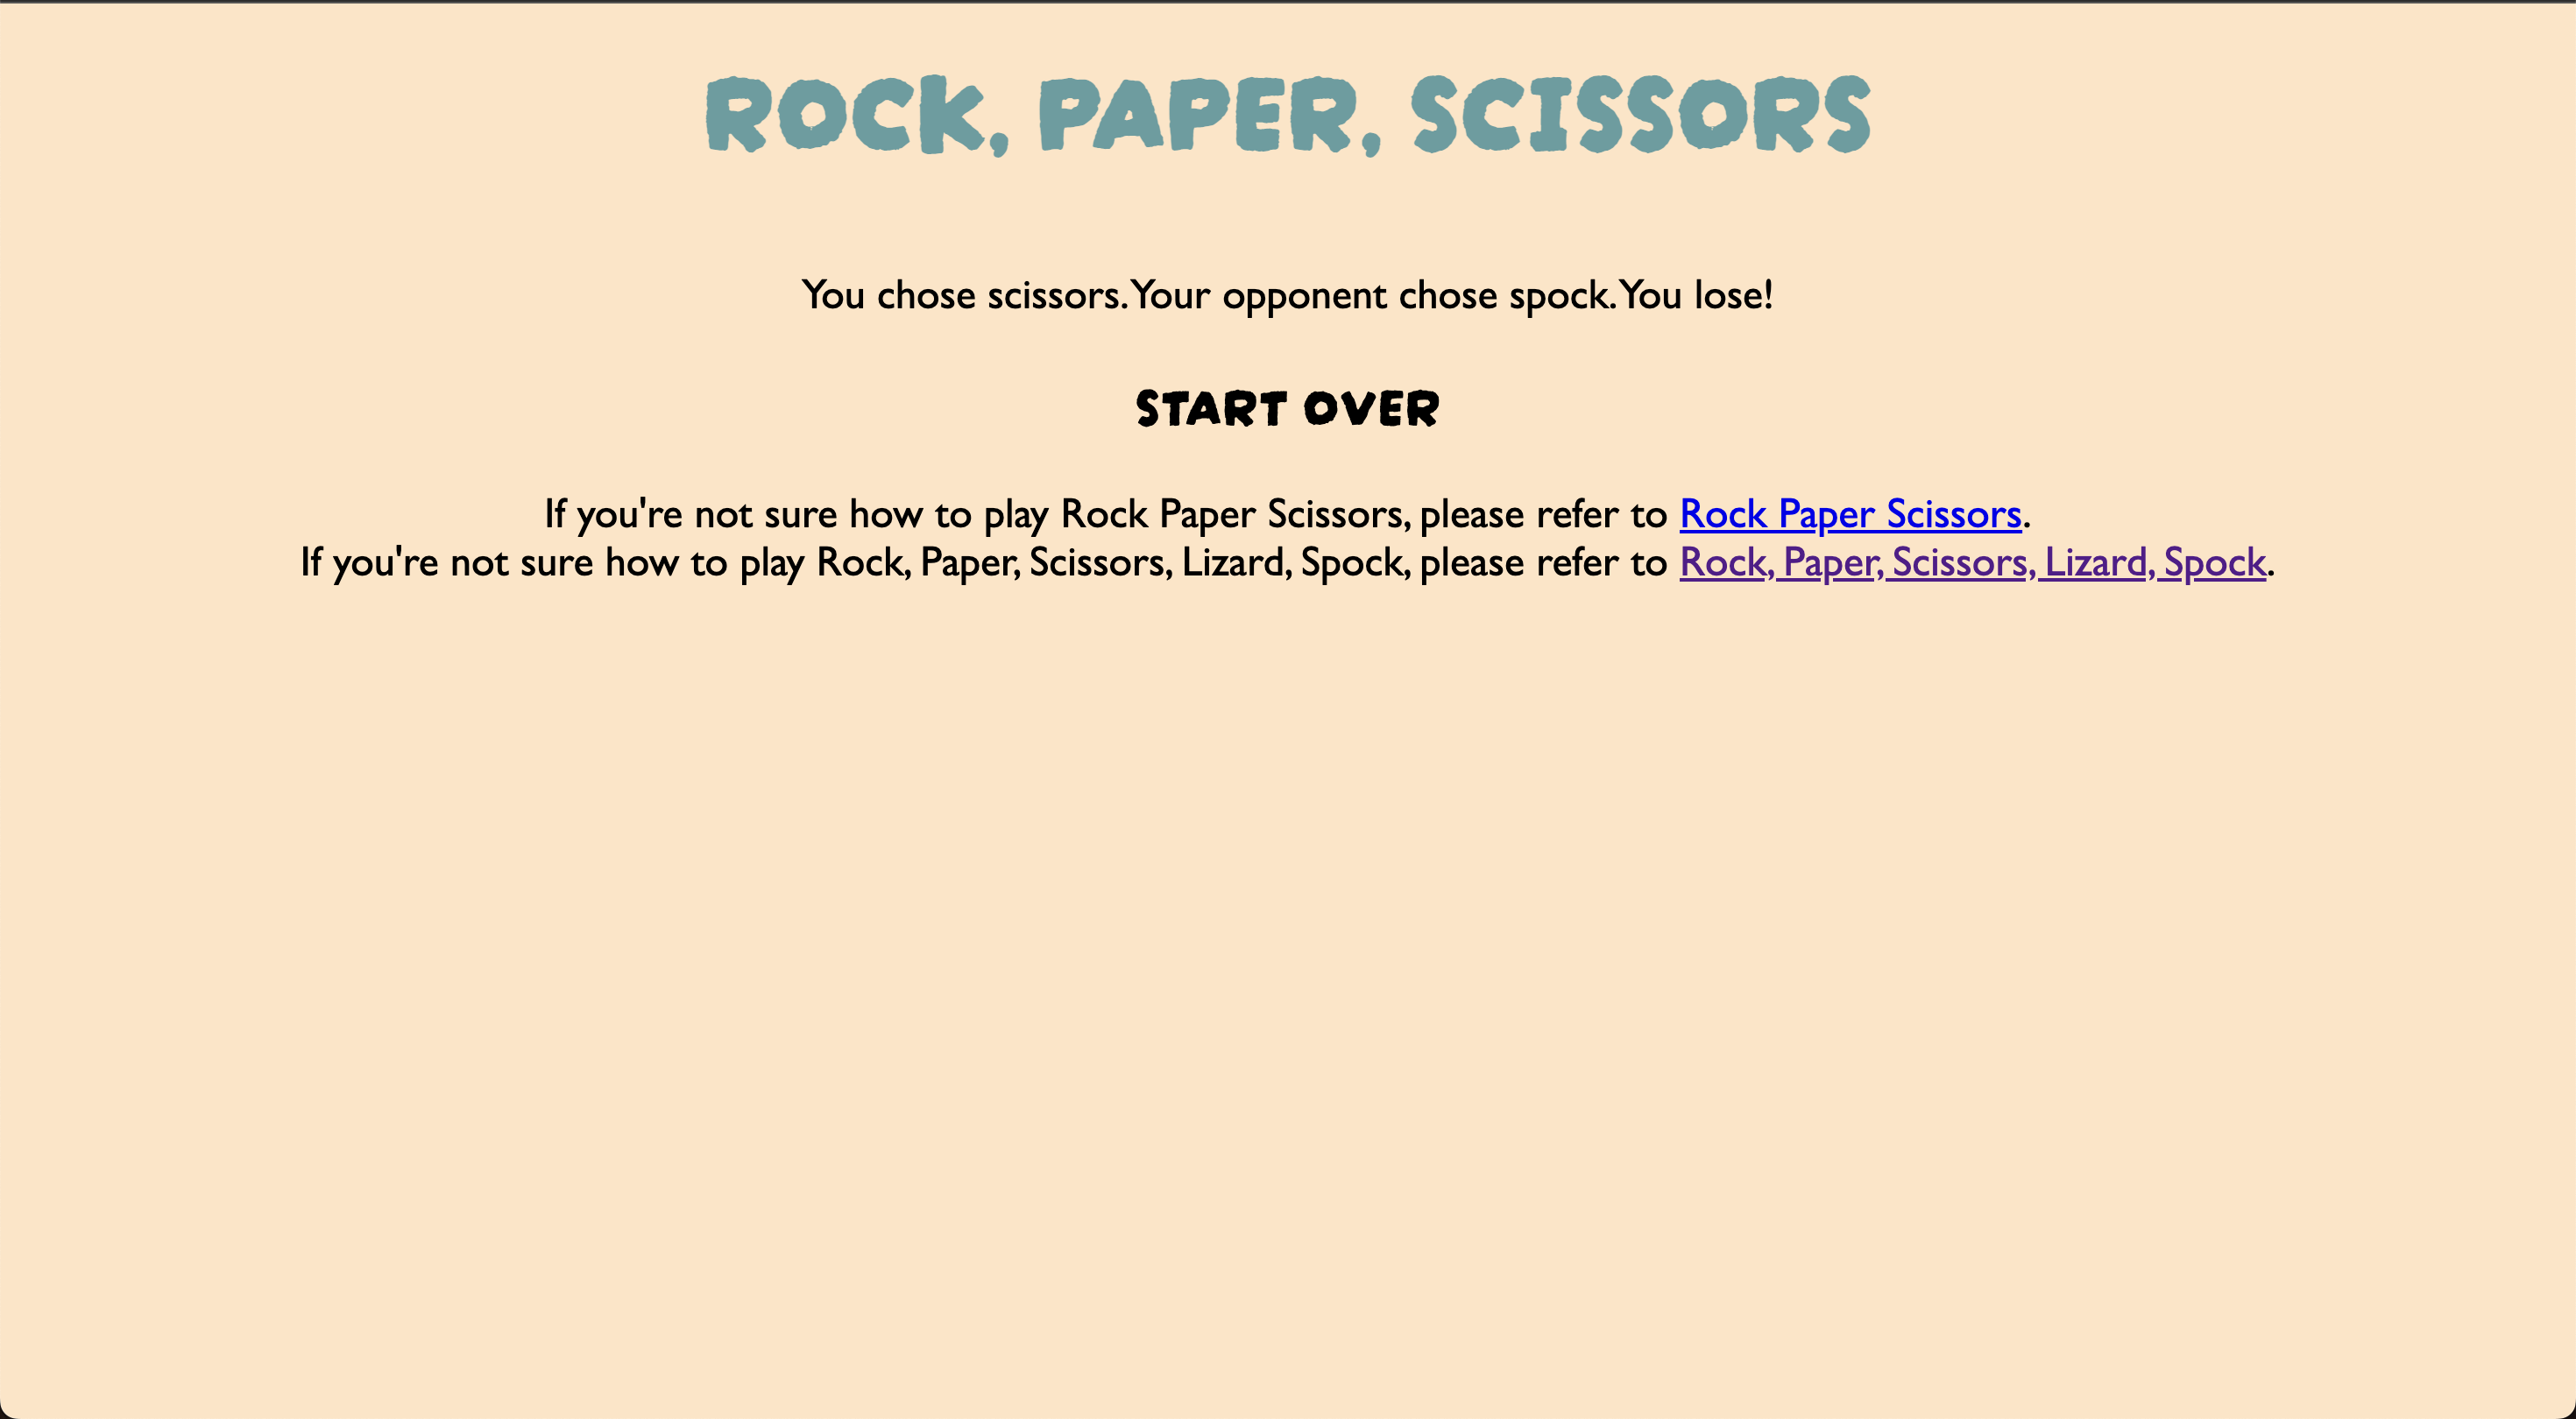 ROCK, PAPER, SCISSORS
You chose scissors. Your opponent chose spock. You lose!
START OVER
If you're not sure how to play Rock Paper Scissors, please refer to Rock Paper Scissors.
If you're not sure how to play Rock, Paper, Scissors, Lizard, Spock, please refer to Rock, Paper, Scissors, Lizard, Spock.